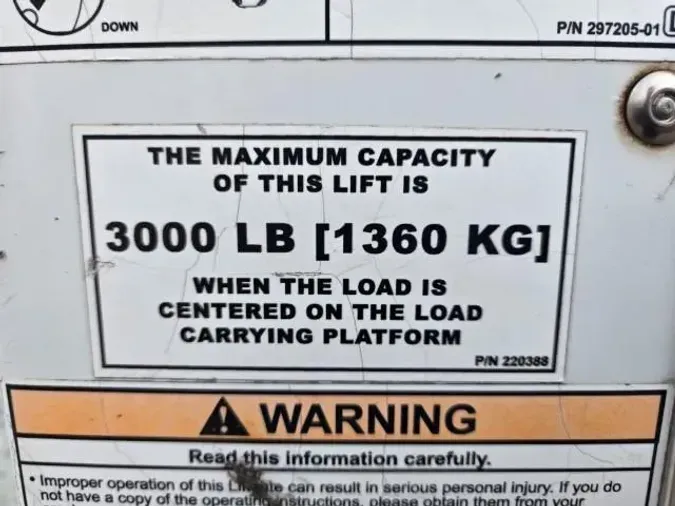 DOWN
P/N 297205-01
THE MAXIMUM CAPACITY
OF THIS LIFT IS
3000 LB [1360 KG]
WHEN THE LOAD IS
CENTERED ON THE LOAD
CARRYING PLATFORM
P/N 220388
WARNING
Read this information carefully.
• Improper operation of this can result in serious personal injury. If you do
not have a copy of the operating instructions, please obtain them from your